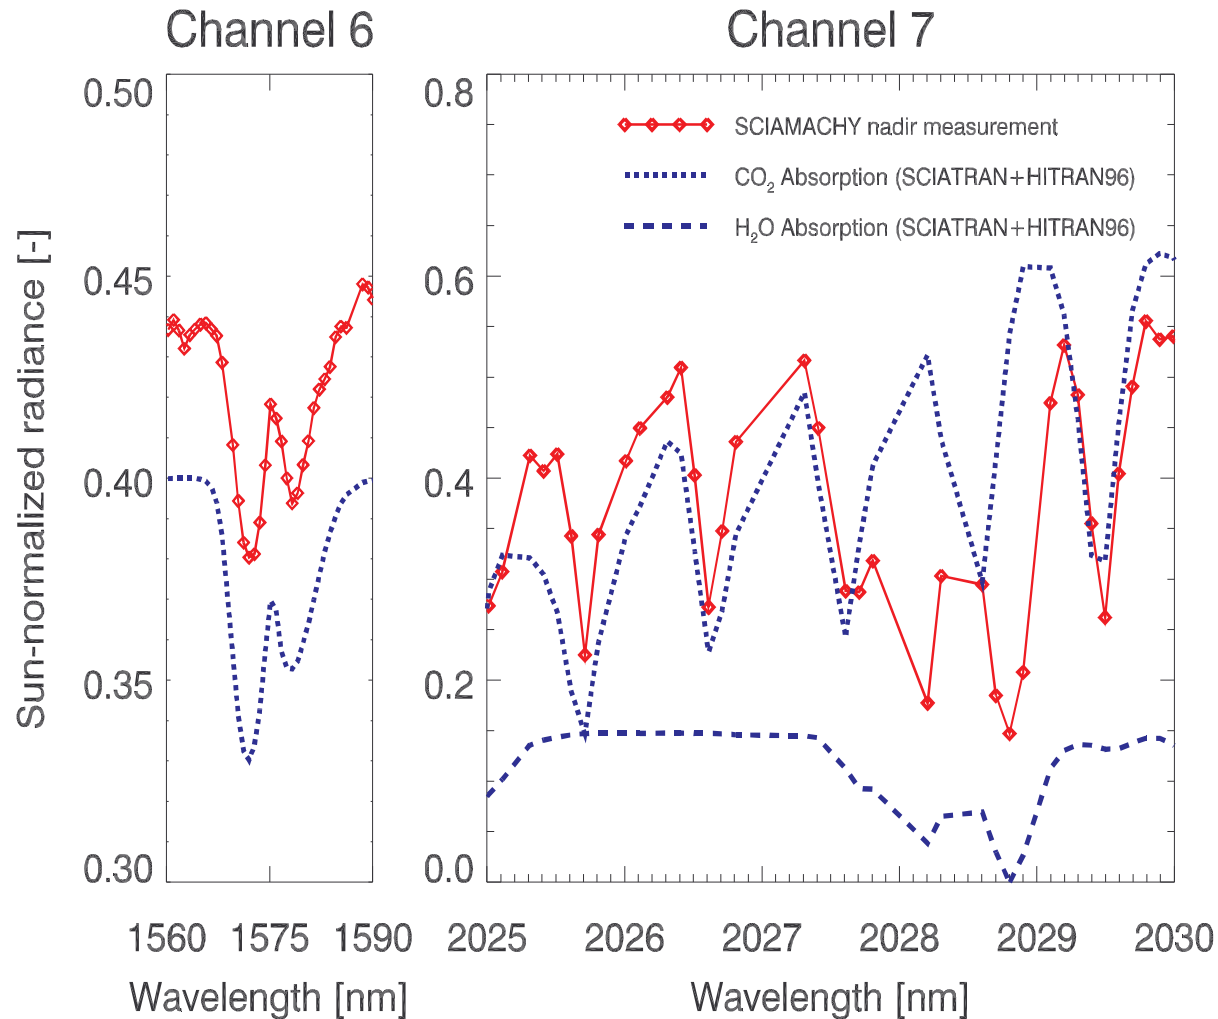 Channel 6
Channel 7
Sun-normalized radiance [-]
0.50
0.45
0.40
0.35
0.30
0.8
0.6
0.4
0.2
0.0
SCIAMACHY nadir measurement
CO₂ Absorption (SCIATRAN+HITRAN96)
H₂O Absorption (SCIATRAN+HITRAN96)
1560 1575 1590
2025 2026 2027 2028 2029 2030
Wavelength [nm]
Wavelength [nm]